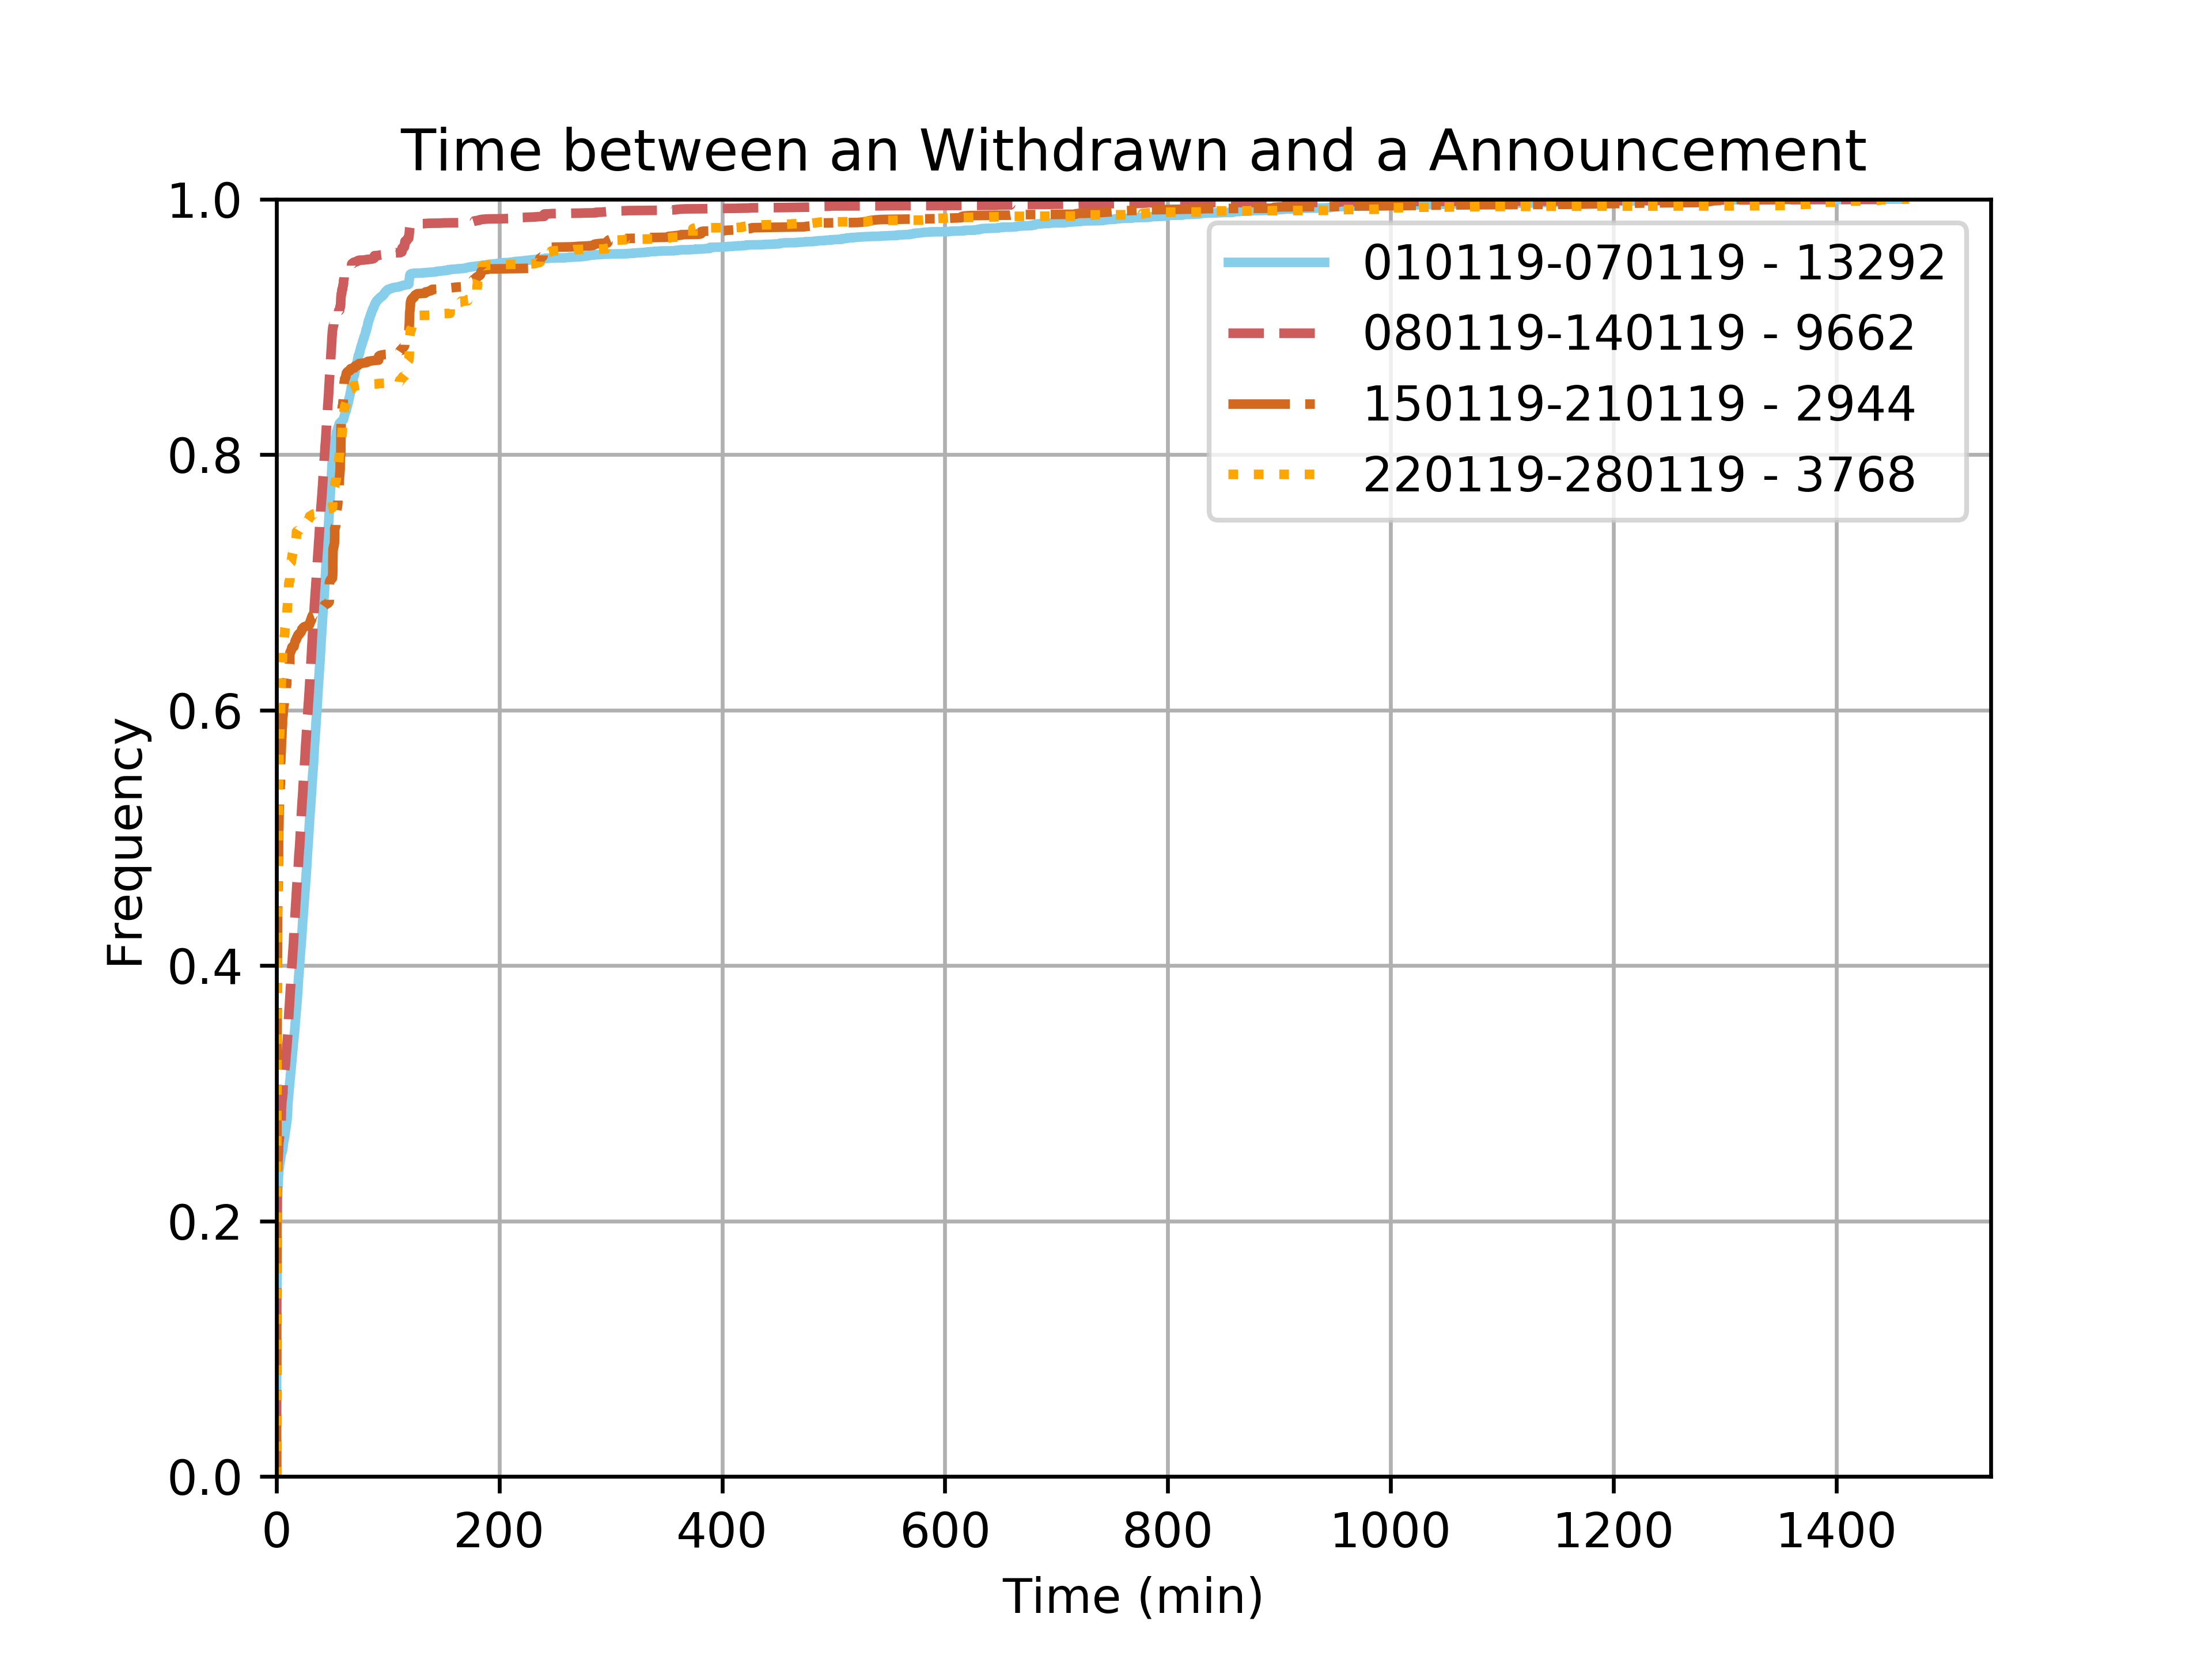 Time between an Withdrawn and a Announcement
1.0
0.8
0.6
0.4
0.2
0.0
Frequency
010119-070119 - 13292
080119-140119 - 9662
150119-210119 - 2944
220119-280119 - 3768
0 200 400 600 800 1000 1200 1400
Time (min)